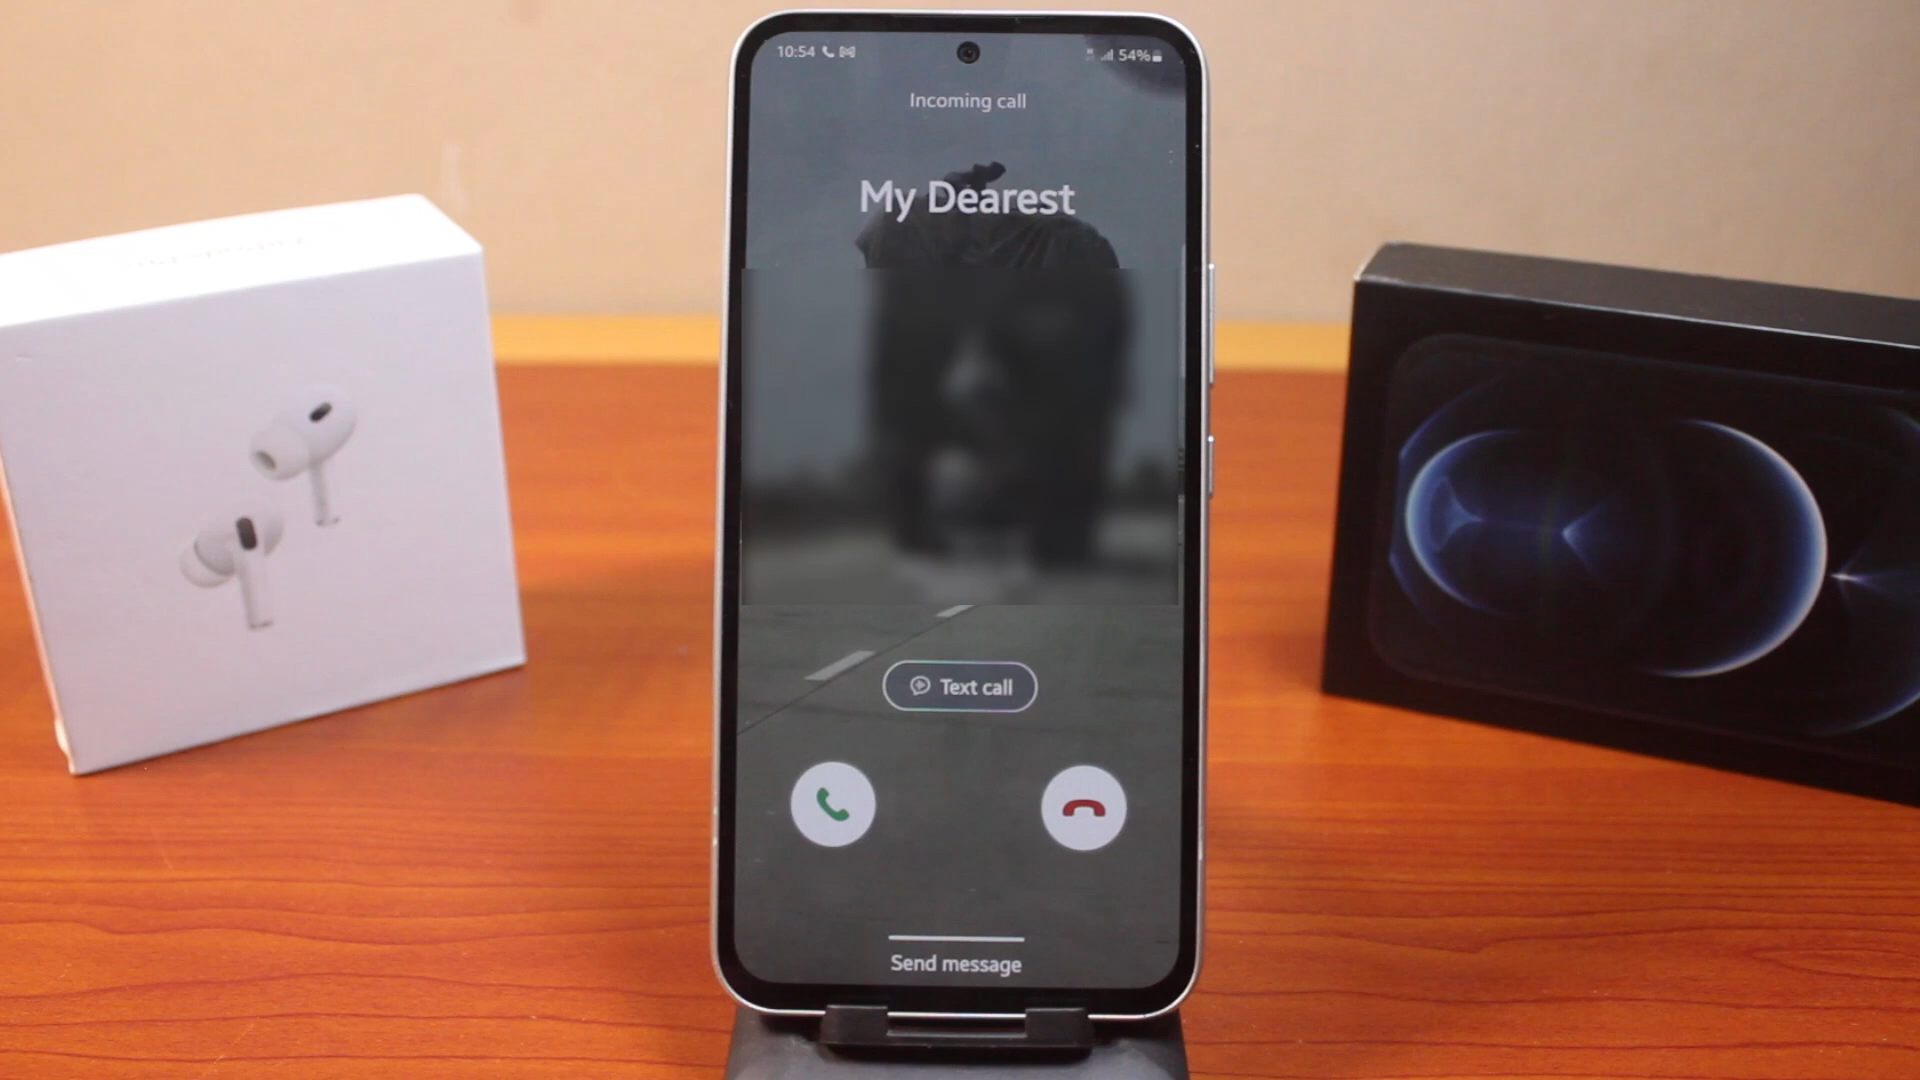 10:54
54%
Incoming call
My Dearest
Text call
Send message